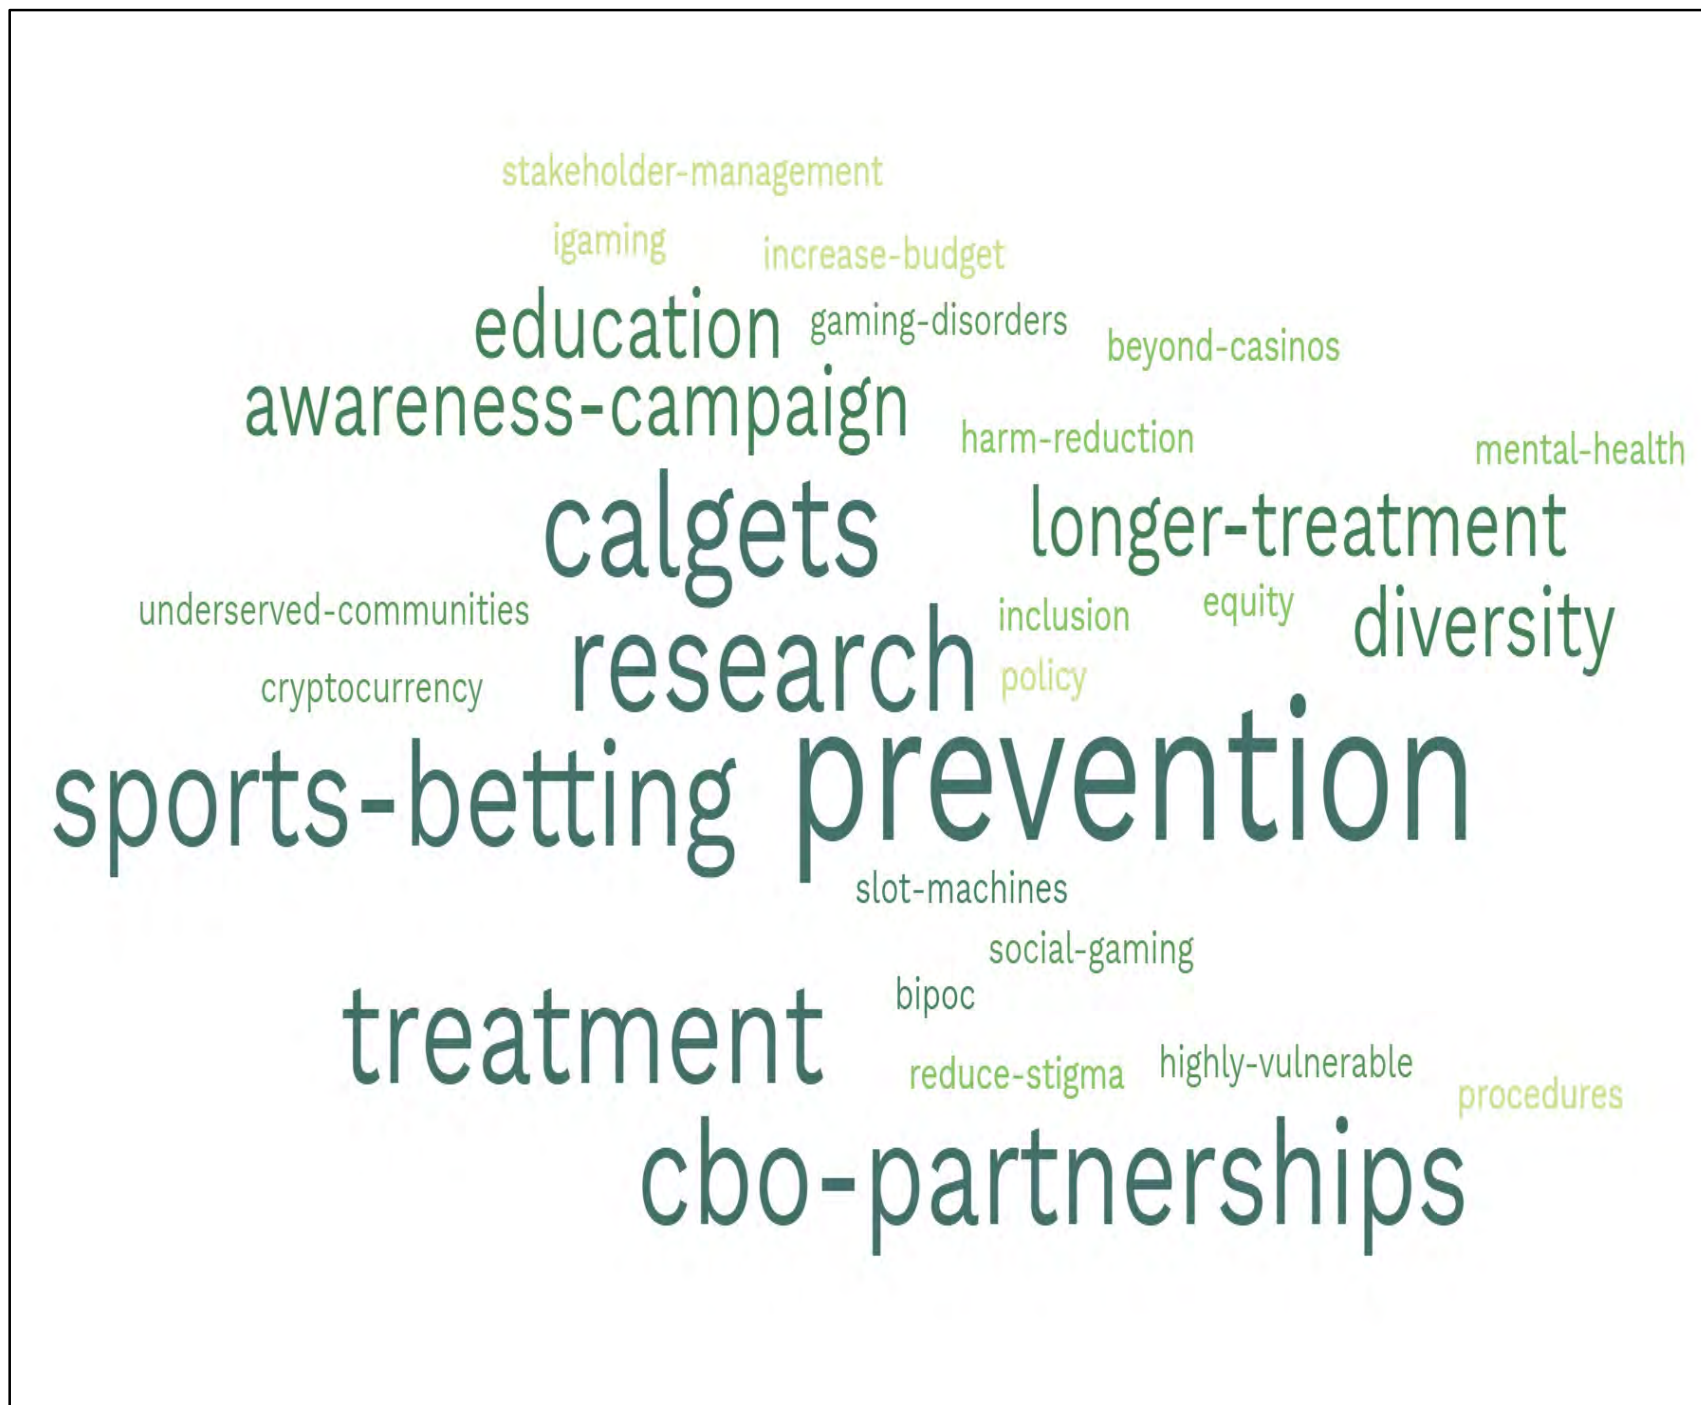 stakeholder-management
igaming
increase-budget
education
gaming-disorders
beyond-casinos
awareness-campaign
harm-reduction
mental-health
calgets
longer-treatment
underserved-communities
inclusion
equity
diversity
research
cryptocurrency
policy
sports-betting
prevention
slot-machines
social-gaming
treatment
bipoc
reduce-stigma
highly-vulnerable
procedures
cbo-partnerships